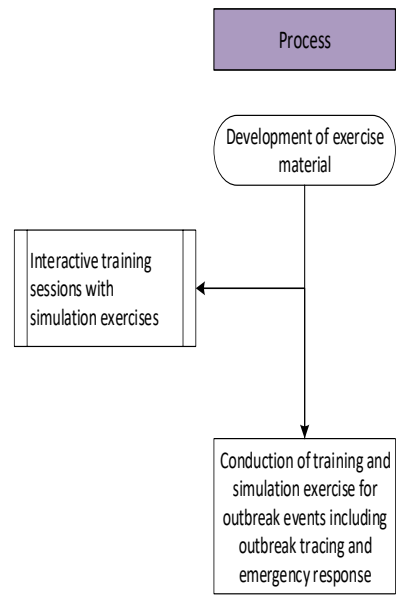 Process
Development of exercise
material
Interactive training
sessions with
simulation exercises
Conduction of training and
simulation exercise for
outbreak events including
outbreak tracing and
emergency response